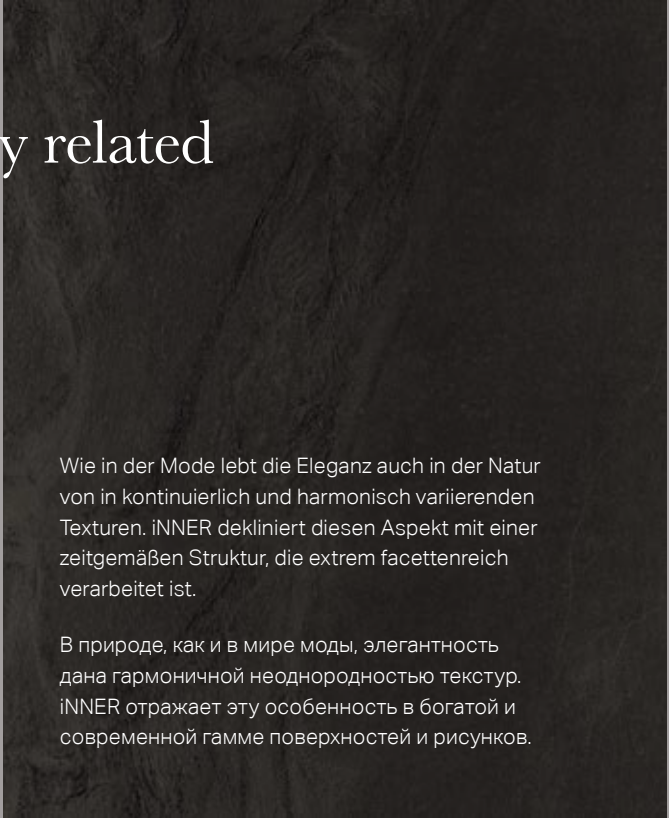 y related
Wie in der Mode lebt die Eleganz auch in der Natur
von in kontinuierlich und harmonisch variierenden
Texturen. iNNER dekliniert diesen Aspekt mit einer
zeitgemäßen Struktur, die extrem facettenreich
verarbeitet ist.
В природе, как и в мире моды, элегантность
дана гармоничной неоднородностью текстур.
iNNER отражает эту особенность в богатой и
современной гамме поверхностей и рисунков.